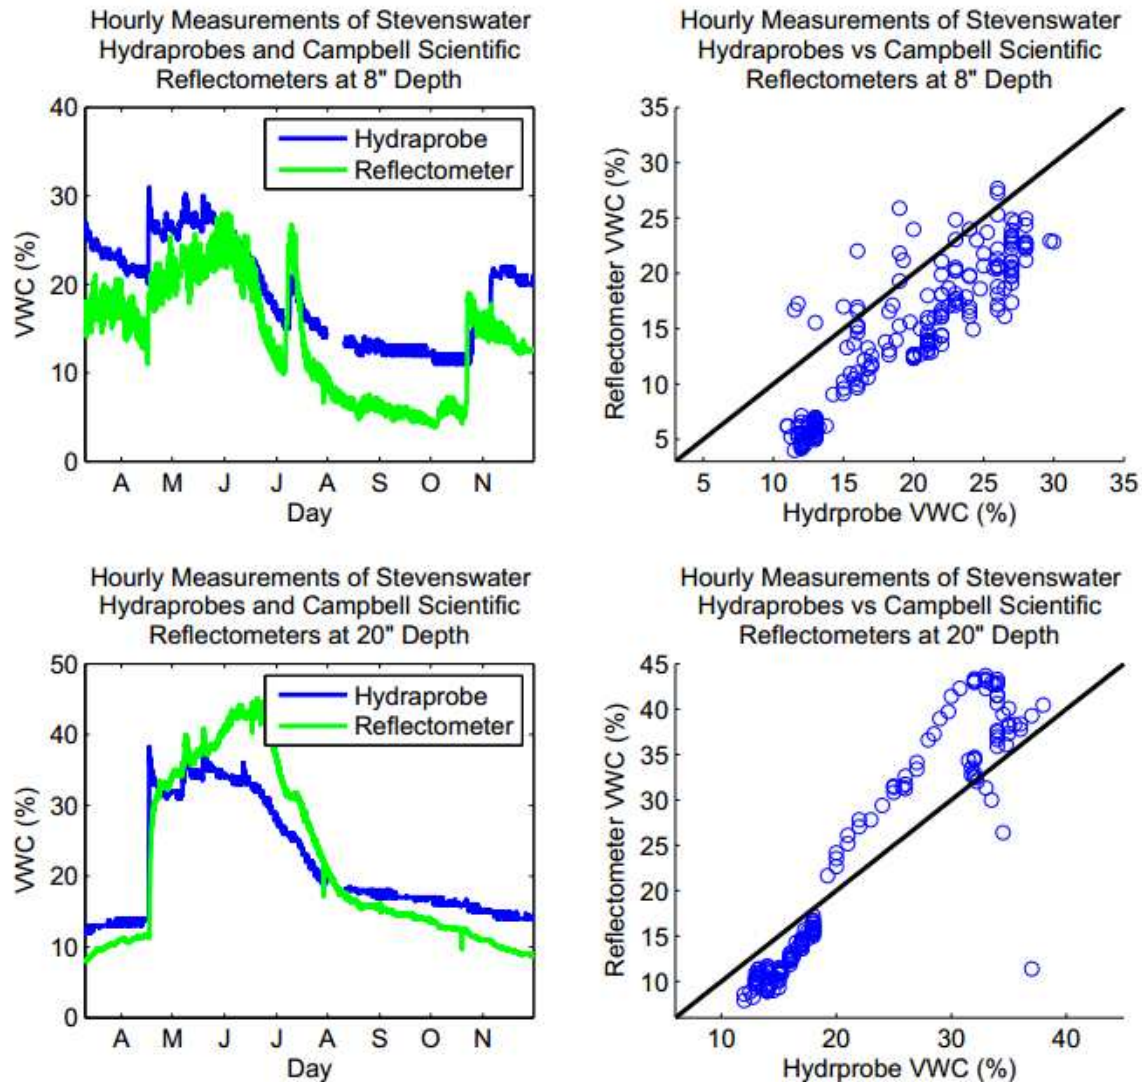 Hourly Measurements of Stevenswater
Hydraprobes and Campbell Scientific
Reflectometers at 8" Depth
40
30
20
10
0
VWC (%)
Hydraprobe
Reflectometer
A M J J A S O N
Day
Hourly Measurements of Stevenswater
Hydraprobes vs Campbell Scientific
Reflectometers at 8" Depth
35
30
25
20
15
10
5
Reflectometer VWC (%)
5 10 15 20 25 30 35
Hydrprobe VWC (%)
Hourly Measurements of Stevenswater
Hydraprobes and Campbell Scientific
Reflectometers at 20" Depth
50
40
30
20
10
0
VWC (%)
Hydraprobe
Reflectometer
A M J J A S O N
Day
Hourly Measurements of Stevenswater
Hydraprobes vs Campbell Scientific
Reflectometers at 20" Depth
45
40
35
30
25
20
15
10
Reflectometer VWC (%)
10 20 30 40
Hydrprobe VWC (%)